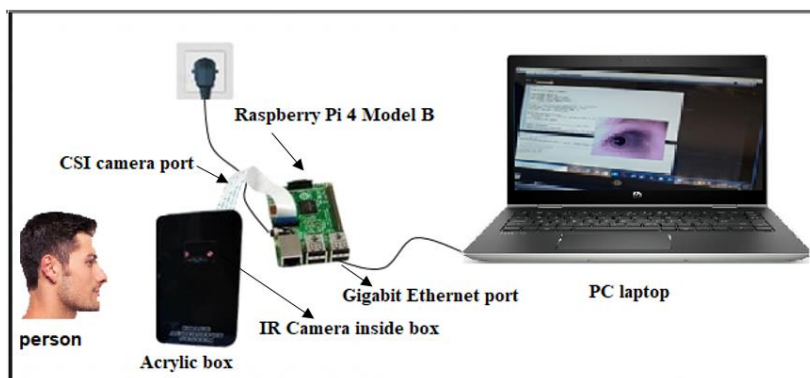 Raspberry Pi 4 Model B
CSI camera port
Gigabit Ethernet port
PC laptop
IR Camera inside box
person
Acrylic box
hp